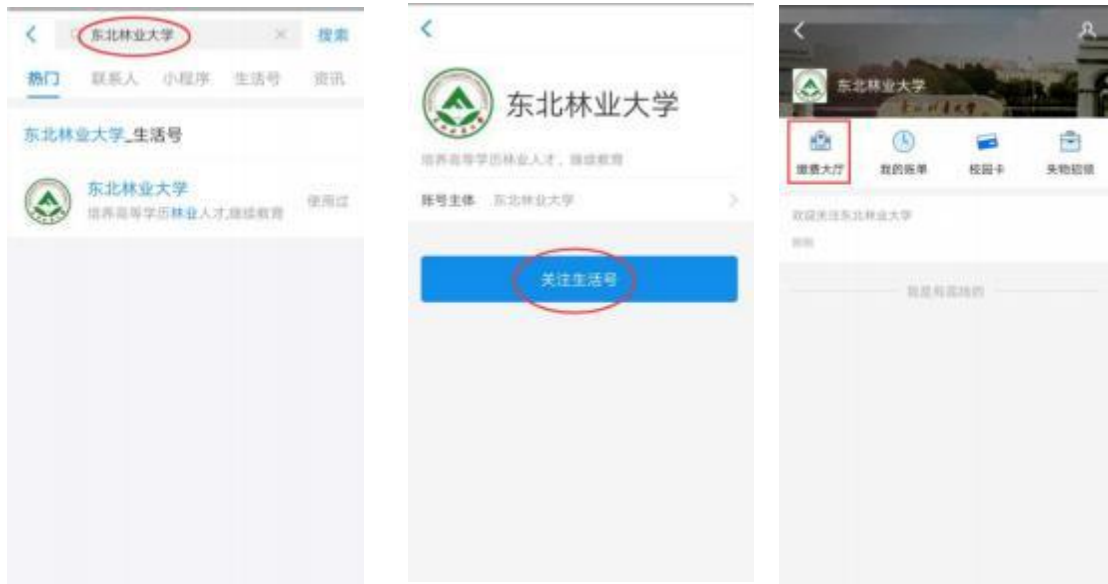 东北林业大学
搜索
热门 联系人 小程序 生活号 资讯
东北林业大学_生活号
东北林业大学
培养高等学历林业人才,继续教育
使用过
东北林业大学
培养高等学历林业人才，继续教育
账号主体 东北林业大学
关注生活号
东北林业大学
缴费大厅 我的账单 校园卡 失物招领
欢迎关注东北林业大学
我是有底线的